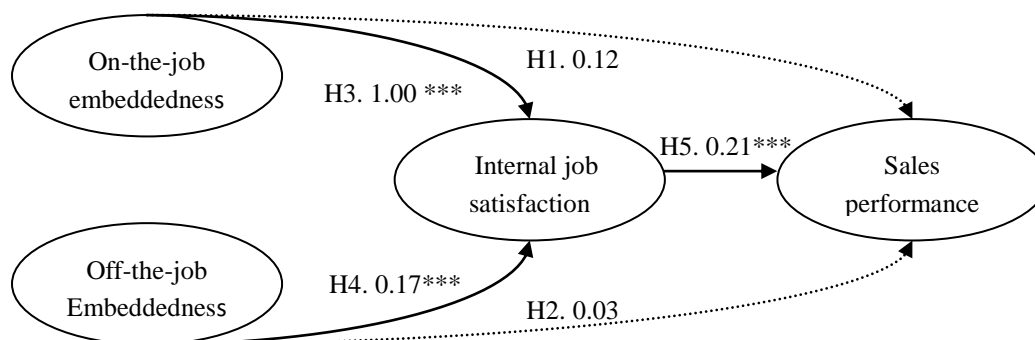 On-the-job
embeddedness
H1. 0.12
H3. 1.00 ***
Internal job
satisfaction
H5. 0.21***
Sales
performance
Off-the-job
Embeddedness
H4. 0.17***
H2. 0.03